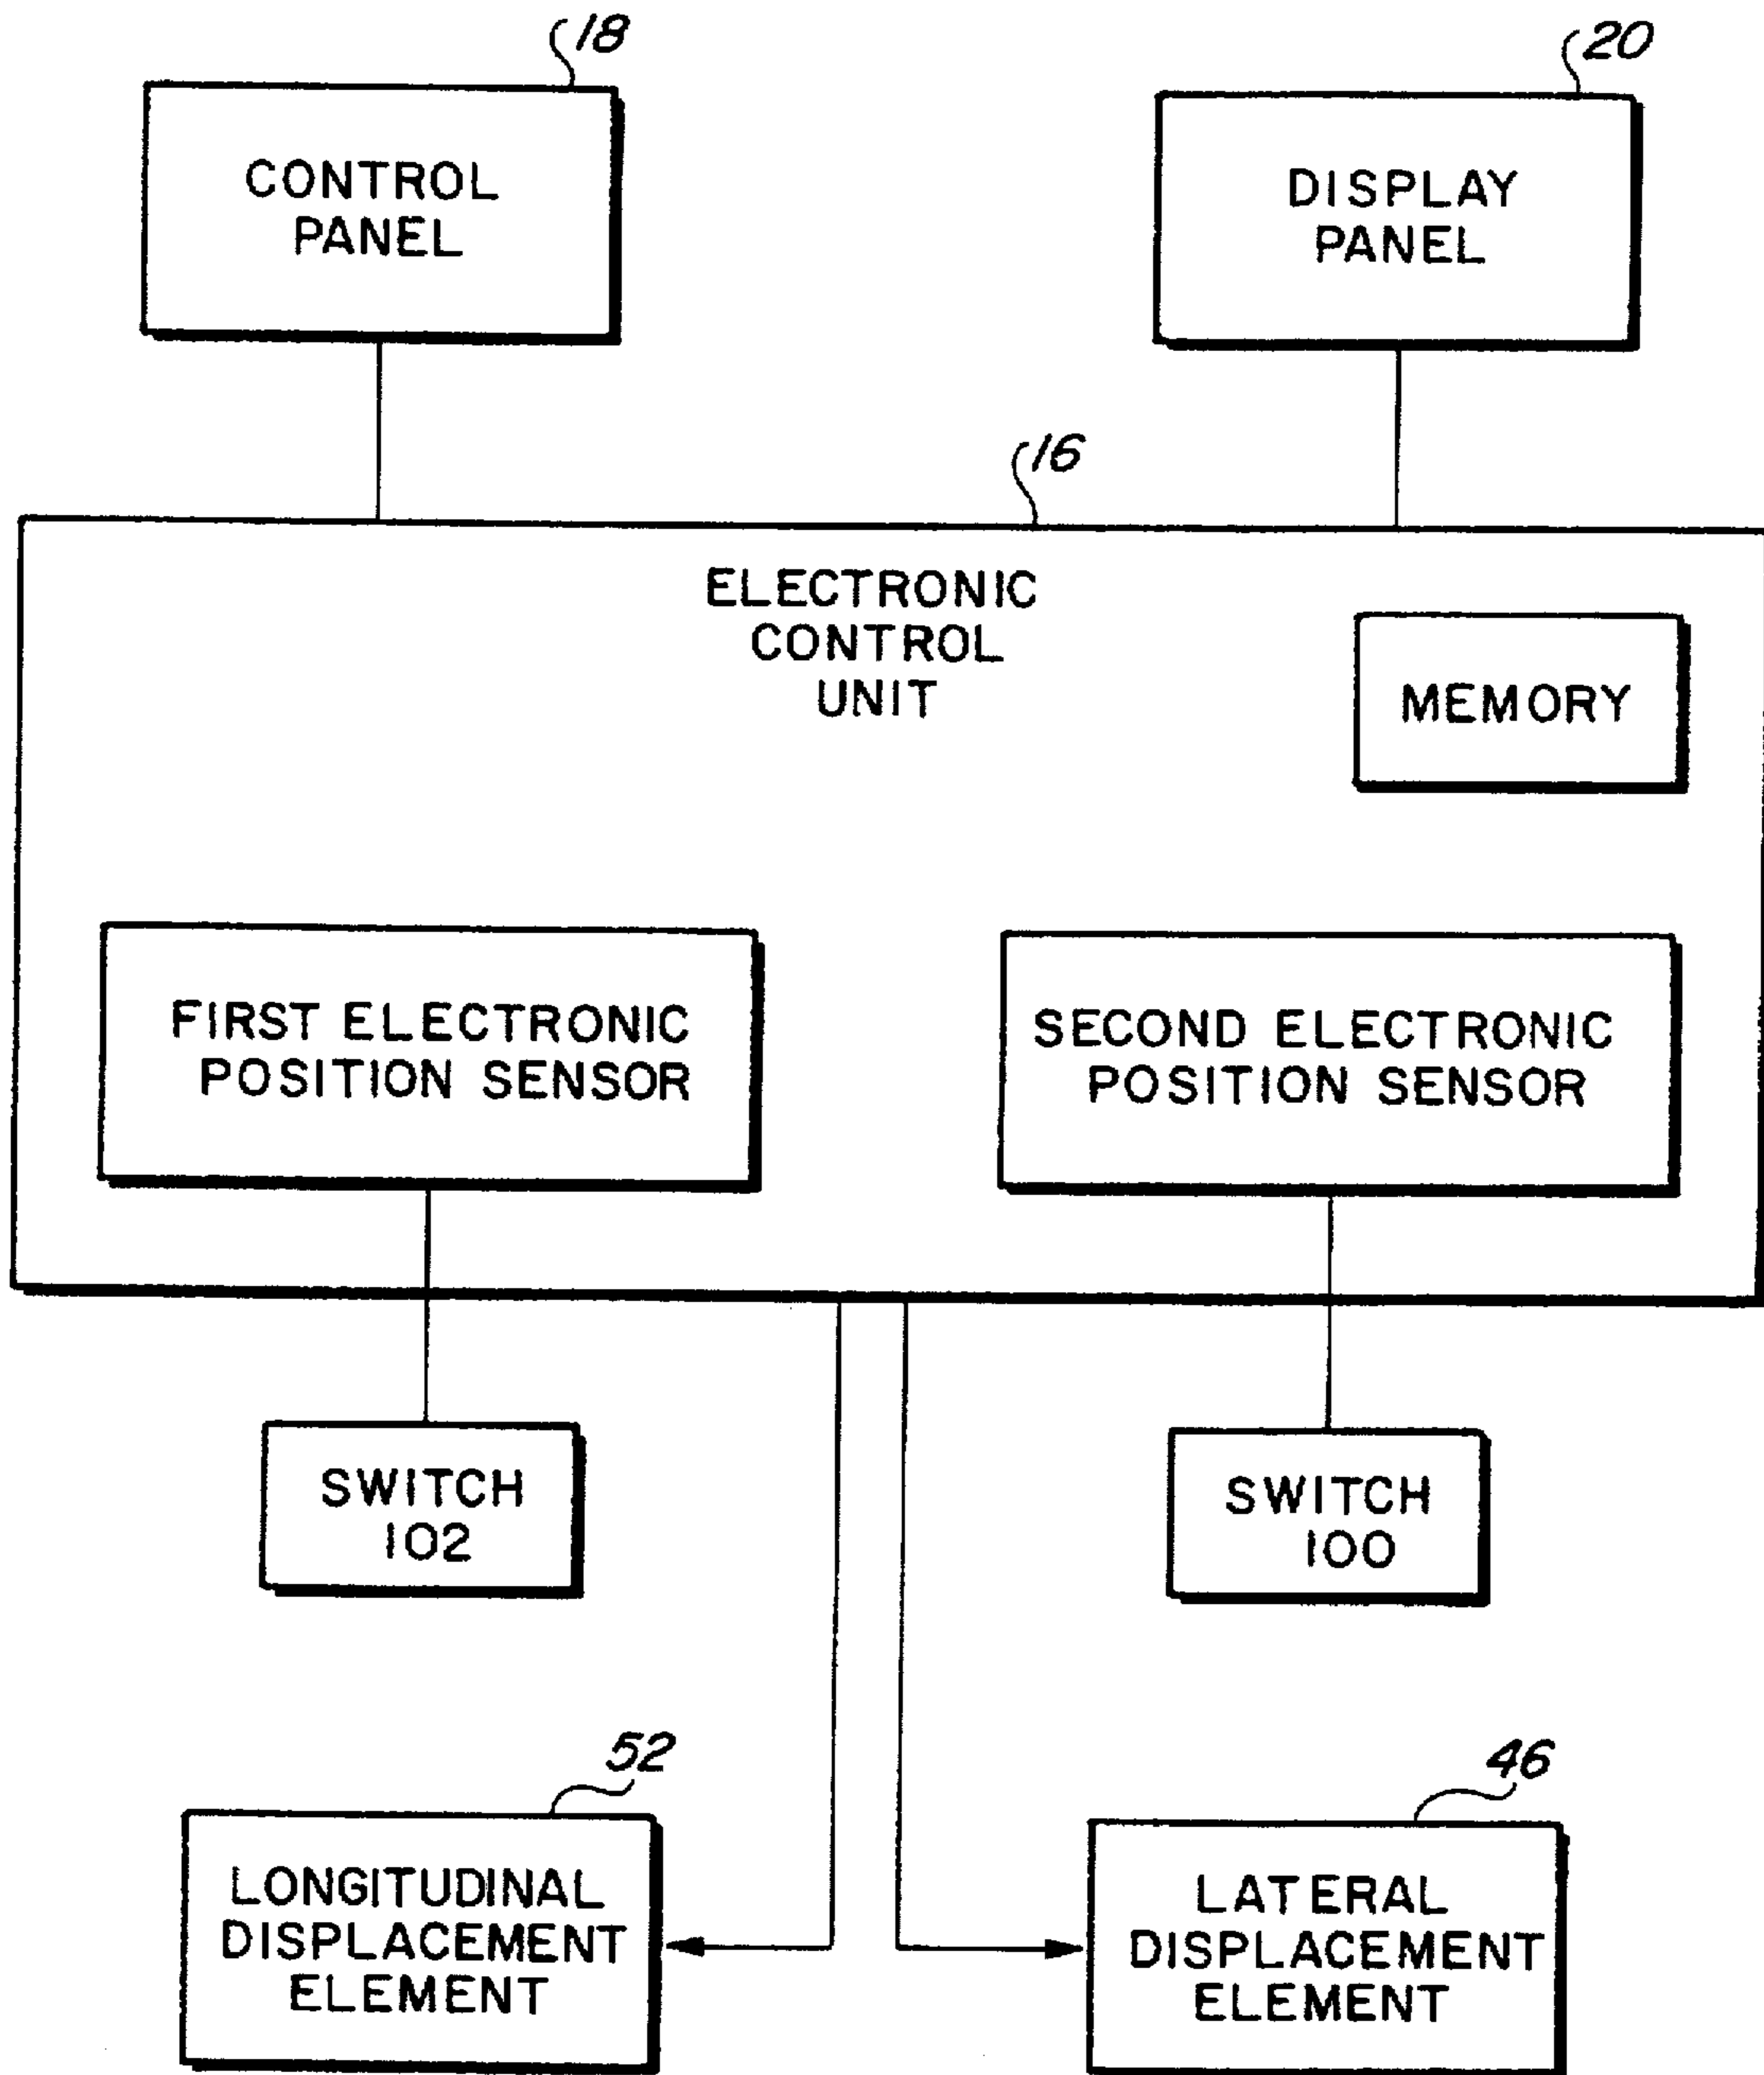 18
20
CONTROL
PANEL
DISPLAY
PANEL
16
ELECTRONIC
CONTROL
UNIT
MEMORY
FIRST ELECTRONIC
POSITION SENSOR
SECOND ELECTRONIC
POSITION SENSOR
SWITCH
102
SWITCH
100
52
46
LONGITUDINAL
DISPLACEMENT
ELEMENT
LATERAL
DISPLACEMENT
ELEMENT